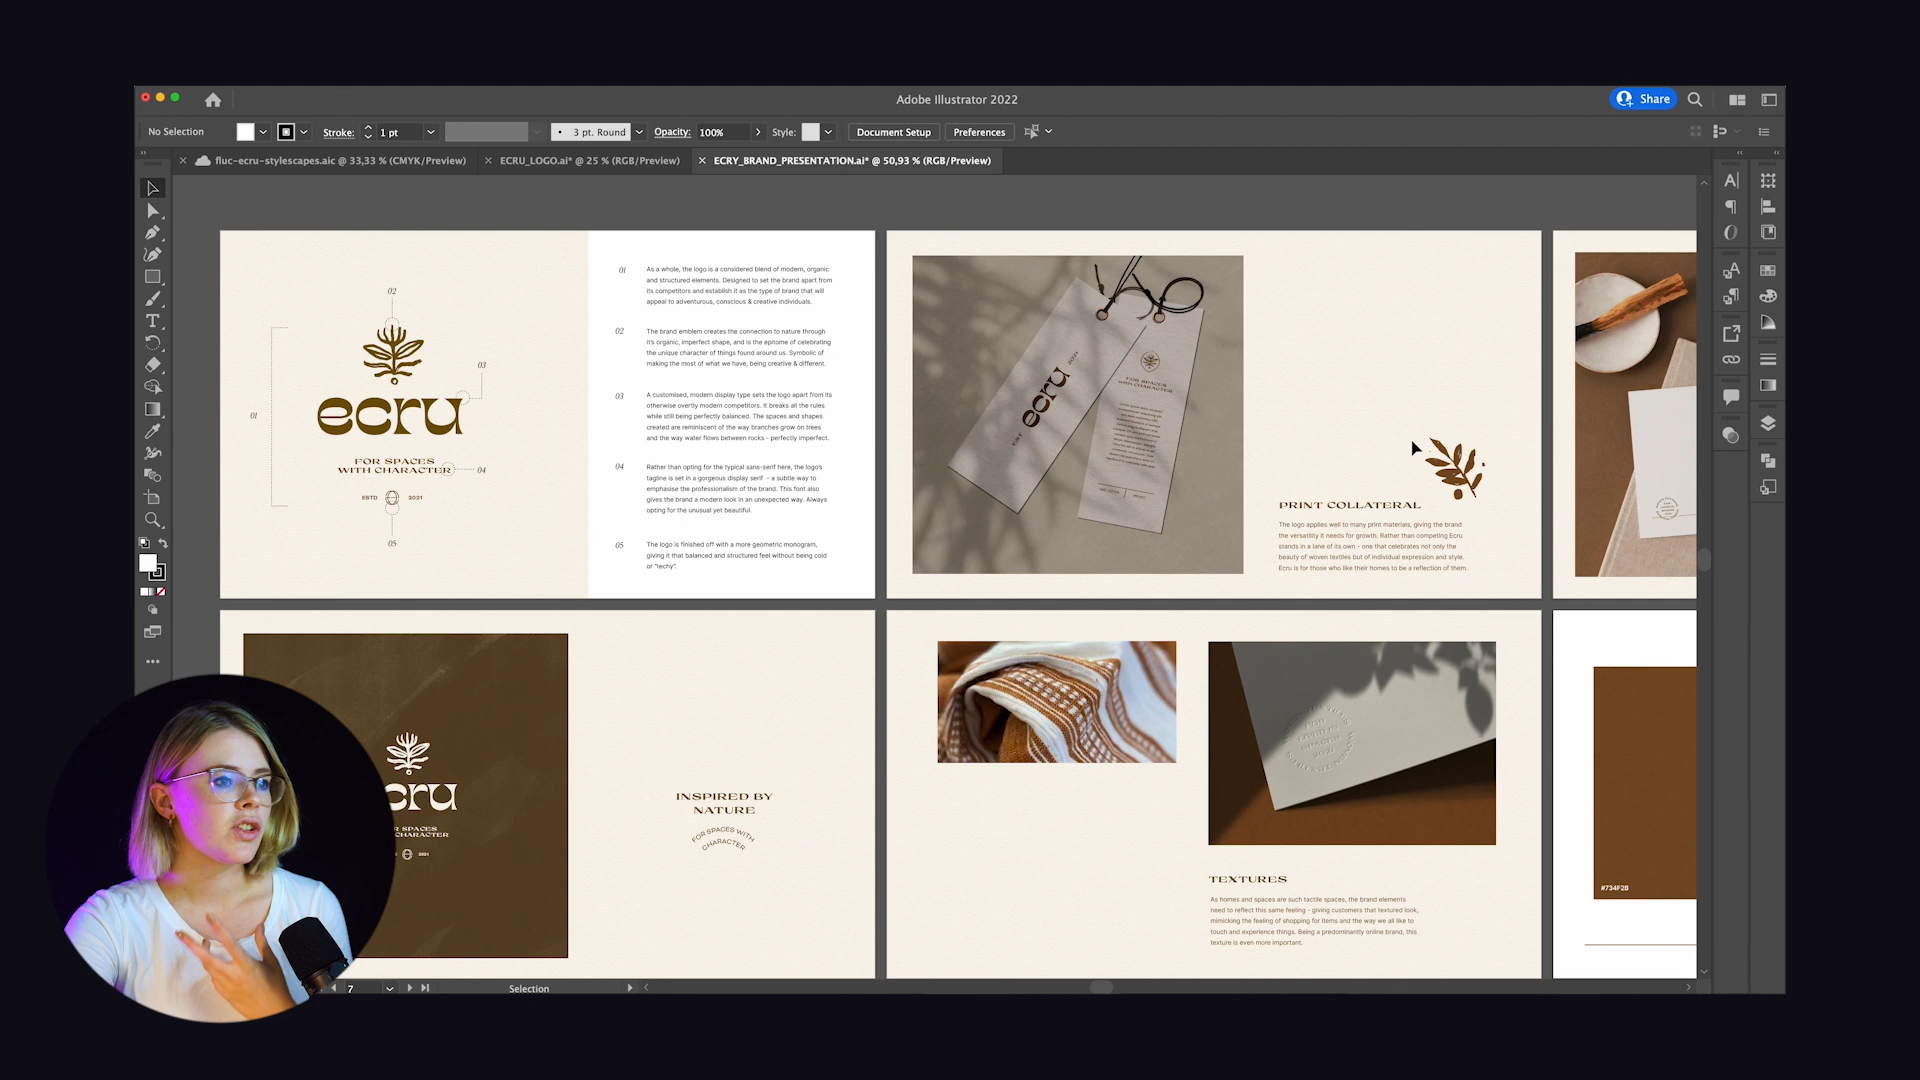 Adobe Illustrator 2022
Share
No Selection
Stroke:
1 pt
3 pt. Round
Opacity:
100%
Style:
Document Setup
Preferences
fluc-ecru-stylescapes.aic @ 33,33 % (CMYK/Preview)
ECRU_LOGO.ai* @ 25 % (RGB/Preview)
ECRY_BRAND_PRESENTATION.ai* @ 50,93 % (RGB/Preview)
01
02
03
04
05
ecru
FOR SPACES
WITH CHARACTER
ESTD
2021
01
As a whole, the logo is a considered blend of modern, organic
and structured elements. Designed to set the brand apart from
its competitors and establish it as the type of brand that will
appeal to adventurous, conscious & creative individuals.
02
The brand emblem creates the connection to nature through
it's organic, imperfect shape, and is the epitome of celebrating
the unique character of things found around us. Symbolic of
making the most of what we have, being creative & different.
03
A customised, modern display type sets the logo apart from its
otherwise overtly modern competitors. It breaks all the rules
while still being perfectly balanced. The spaces and shapes
created are reminiscent of the way branches grow on trees
and the way water flows between rocks - perfectly imperfect.
04
Rather than opting for the typical sans-serif here, the logo's
tagline is set in a gorgeous display serif - a subtle way to
emphasise the professionalism of the brand. This font also
gives the brand a modern look in an unexpected way. Always
opting for the unusual yet beautiful.
05
The logo is finished off with a more geometric monogram,
giving it that balanced and structured feel without being cold
or "techy".
ecru
2021
FOR SPACES
WITH CHARACTER
PRINT COLLATERAL
The logo applies well to many print materials, giving the brand
the versatility it needs for growth. Rather than competing Ecru
stands in a lane of its own - one that celebrates not only the
beauty of woven textiles but of individual expression and style.
Ecru is for those who like their homes to be a reflection of them.
cru
R SPACES
CHARACTER
2021
INSPIRED BY
NATURE
FOR SPACES WITH
CHARACTER
TEXTURES
As homes and spaces are such tactile spaces, the brand elements
need to reflect this same feeling - giving customers that textured look,
mimicking the feeling of shopping for items and the way we all like to
touch and experience things. Being a predominantly online brand, this
texture is even more important.
#734F2B
7
Selection